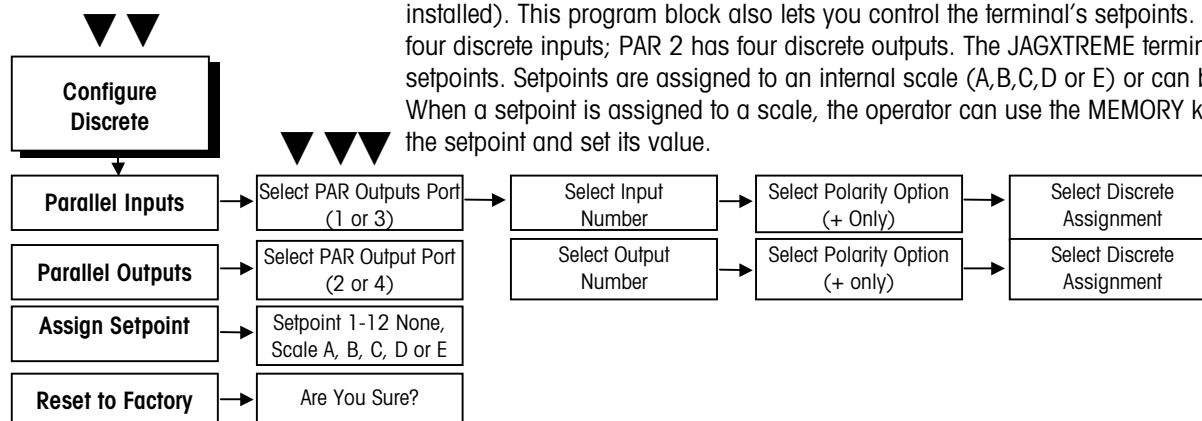 installed). This program block also lets you control the terminal's setpoints.
four discrete inputs; PAR 2 has four discrete outputs. The JAGXTREME
setpoints. Setpoints are assigned to an internal scale (A,B,C,D or E) or can
When a setpoint is assigned to a scale, the operator can use the MEMORY
the setpoint and set its value.
Configure
Discrete
Parallel Inputs
Select PAR Outputs Port
(1 or 3)
Select Input
Number
Select Polarity Option
(+ Only)
Select Discrete
Assignment
Parallel Outputs
Select PAR Output Port
(2 or 4)
Select Output
Number
Select Polarity Option
(+ only)
Select Discrete
Assignment
Assign Setpoint
Setpoint 1-12 None,
Scale A, B, C, D or E
Reset to Factory
Are You Sure?